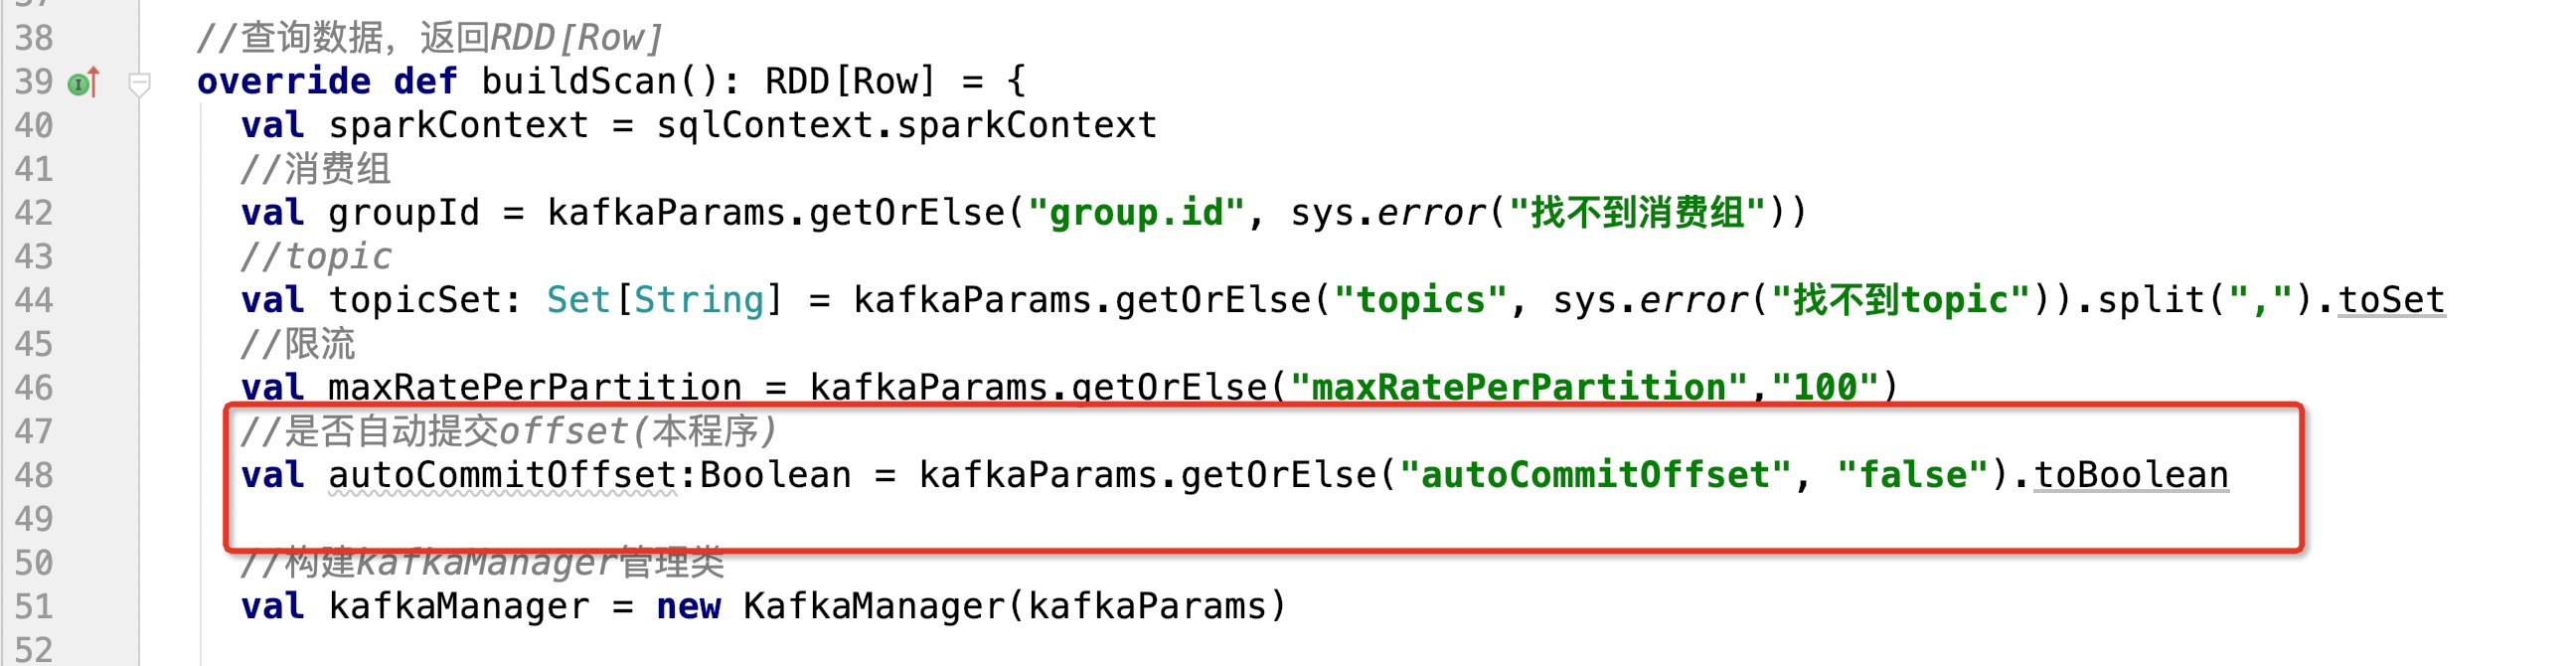 38 //查询数据，返回RDD[Row]
39 override def buildScan(): RDD[Row] = {
40 val sparkContext = sqlContext.sparkContext
41 //消费组
42 val groupId = kafkaParams.getOrElse("group.id", sys.error("找不到消费组"))
43 //topic
44 val topicSet: Set[String] = kafkaParams.getOrElse("topics", sys.error("找不到topic")).split(",").toSet
45 //限流
46 val maxRatePerPartition = kafkaParams.getOrElse("maxRatePerPartition","100")
47 //是否自动提交offset(本程序)
48 val autoCommitOffset:Boolean = kafkaParams.getOrElse("autoCommitOffset", "false").toBoolean
49
50 //构建kafkaManager管理类
51 val kafkaManager = new KafkaManager(kafkaParams)
52